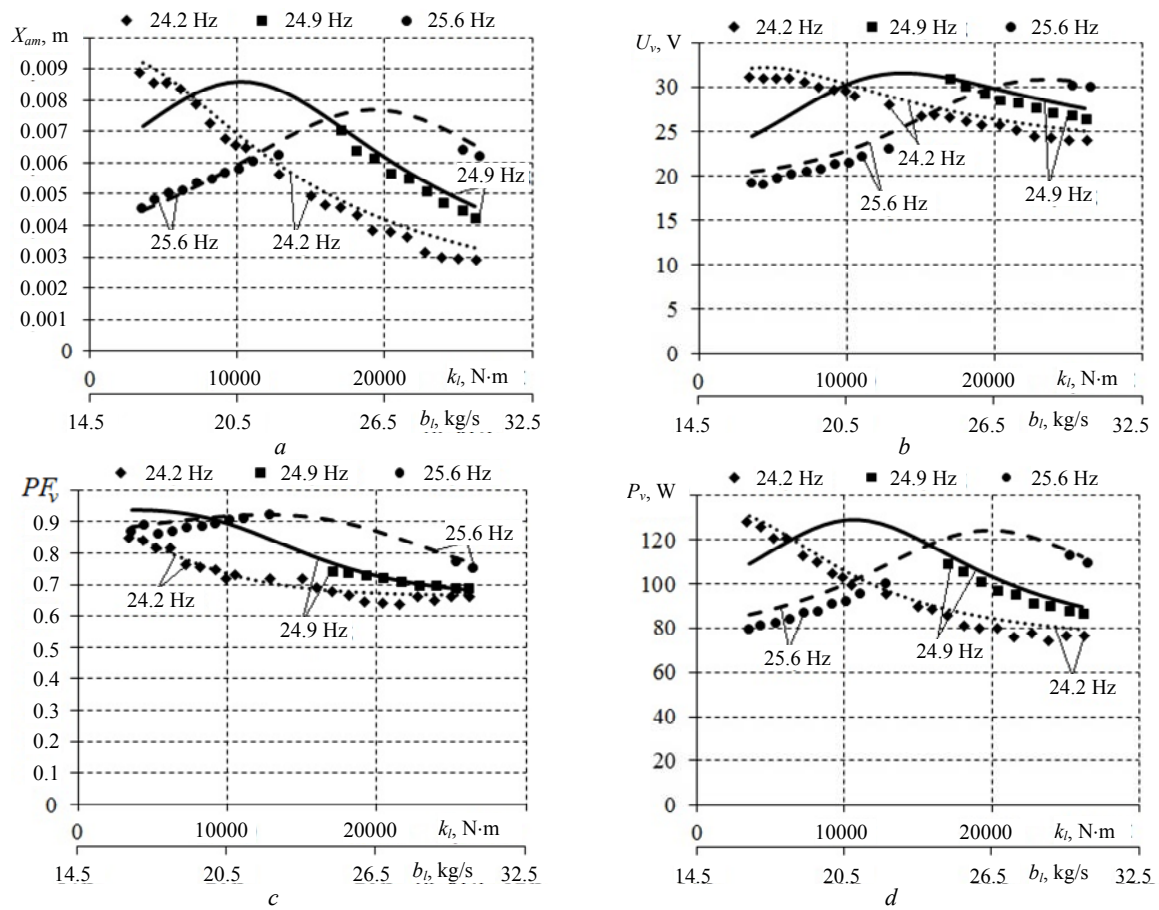 24.2 Hz 24.9 Hz 25.6 Hz
X_am, m
0.009
0.008
0.007
0.006
0.005
0.004
0.003
0.002
0.001
0
25.6 Hz
24.2 Hz
24.9 Hz
0 10000 20000 k_l, N·m
14.5 20.5 26.5 b_l, kg/s 32.5
a
24.2 Hz 24.9 Hz 25.6 Hz
U_v, V
35
30
25
20
15
10
5
0
24.2 Hz
25.6 Hz
24.9 Hz
0 10000 20000 k_l, N·m
14.5 20.5 26.5 b_l, kg/s 32.5
b
24.2 Hz 24.9 Hz 25.6 Hz
PF_v
0.9
0.8
0.7
0.6
0.5
0.4
0.3
0.2
0.1
0
25.6 Hz
24.2 Hz
24.9 Hz
0 10000 20000 k_l, N·m
14.5 20.5 26.5 b_l, kg/s 32.5
c
24.2 Hz 24.9 Hz 25.6 Hz
P_v, W
120
100
80
60
40
20
0
25.6 Hz
24.9 Hz
24.2 Hz
0 10000 20000 k_l, N·m
14.5 20.5 26.5 b_l, kg/s 32.5
d